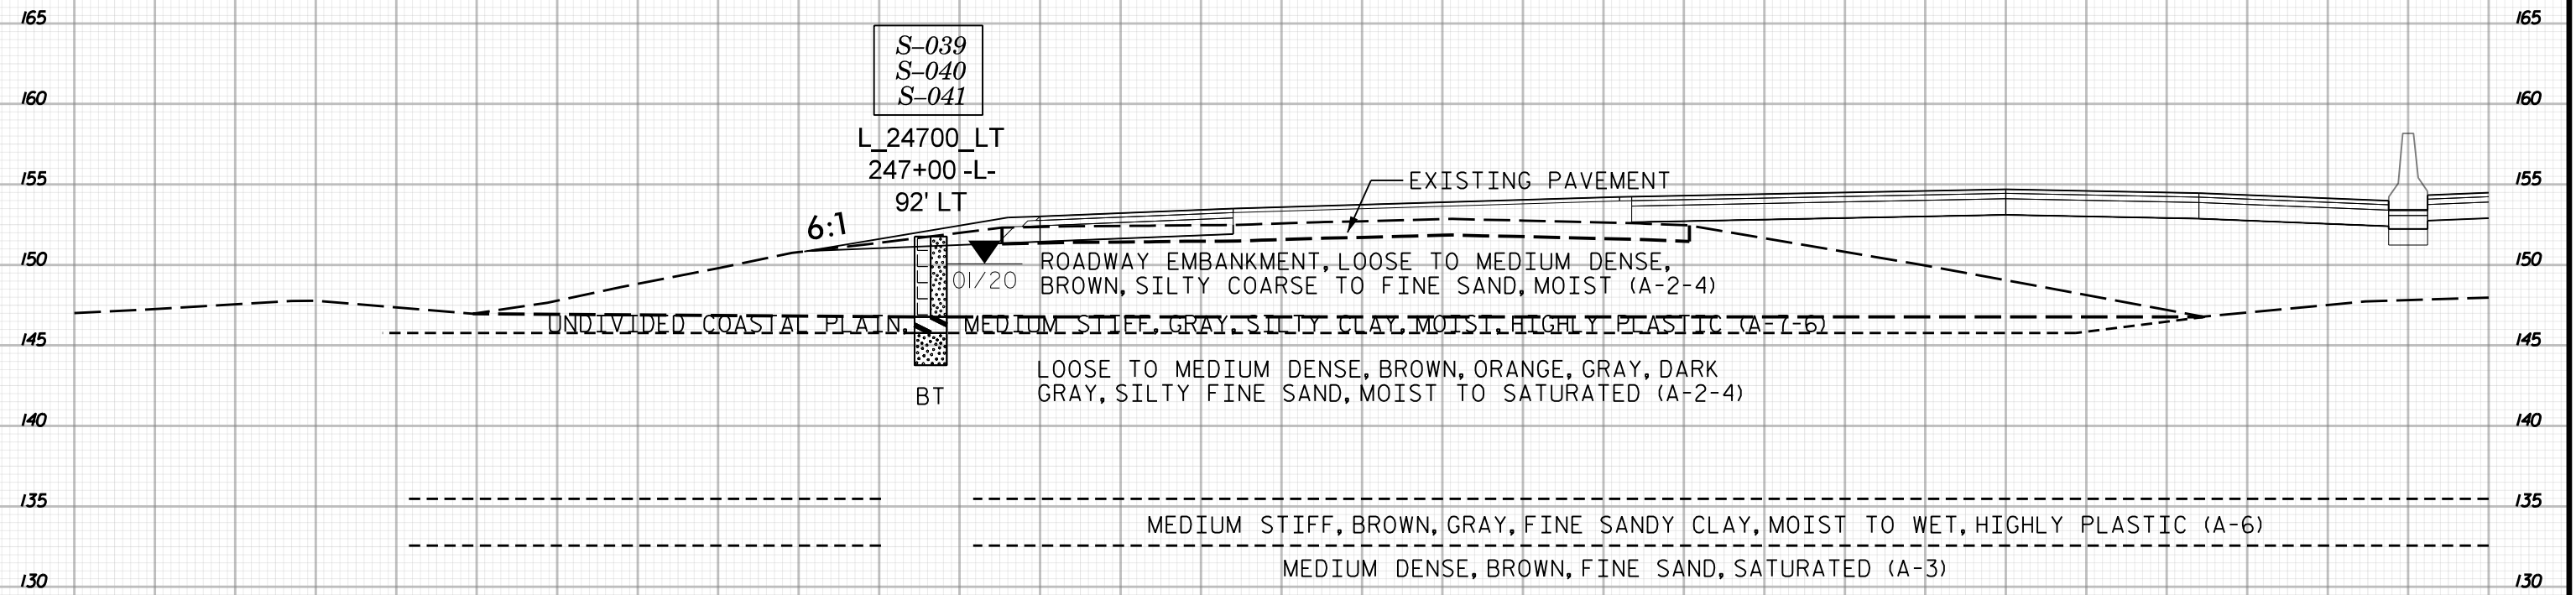 165 165
S-039
S-040
S-041
160 160
L_24700_LT
247+00 -L-
92' LT
155 155
EXISTING PAVEMENT
6:1
150 150
ROADWAY EMBANKMENT, LOOSE TO MEDIUM DENSE,
BROWN, SILTY COARSE TO FINE SAND, MOIST (A-2-4)
01/20
UNDIVIDED COASTAL PLAIN, MEDIUM STIFF, GRAY, SILTY CLAY, MOIST, HIGHLY PLASTIC (A-7-6)
145 145
LOOSE TO MEDIUM DENSE, BROWN, ORANGE, GRAY, DARK
GRAY, SILTY FINE SAND, MOIST TO SATURATED (A-2-4)
BT
140 140
135 135
MEDIUM STIFF, BROWN, GRAY, FINE SANDY CLAY, MOIST TO WET, HIGHLY PLASTIC (A-6)
MEDIUM DENSE, BROWN, FINE SAND, SATURATED (A-3)
130 130